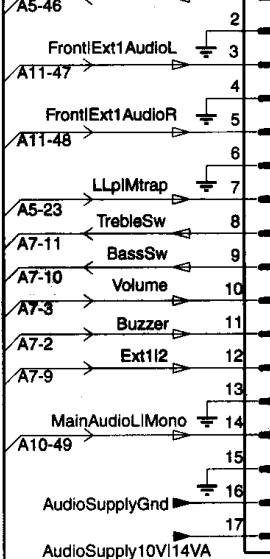 A5-46
2
Front|Ext1AudioL
3
A11-47
4
Front|Ext1AudioR
5
A11-48
6
LLp|Mtrap
7
A5-23
TrebleSw
8
A7-11
BassSw
9
A7-10
Volume
10
A7-3
Buzzer
11
A7-2
Ext1|2
12
A7-9
13
MainAudioL|Mono
14
A10-49
15
16
AudioSupplyGnd
17
AudioSupply10V|14VA